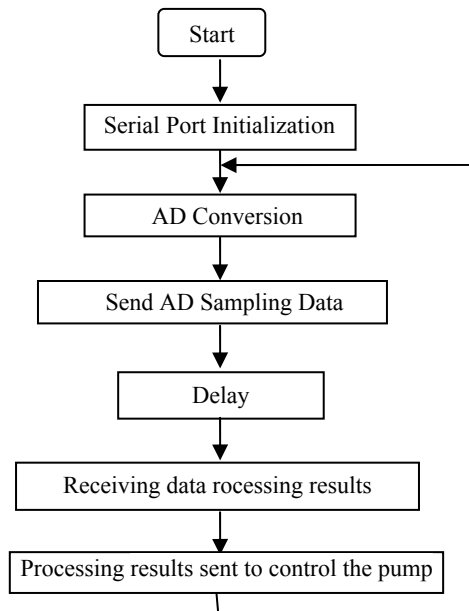 Start
Serial Port Initialization
AD Conversion
Send AD Sampling Data
Delay
Receiving data rocessing results
Processing results sent to control the pump